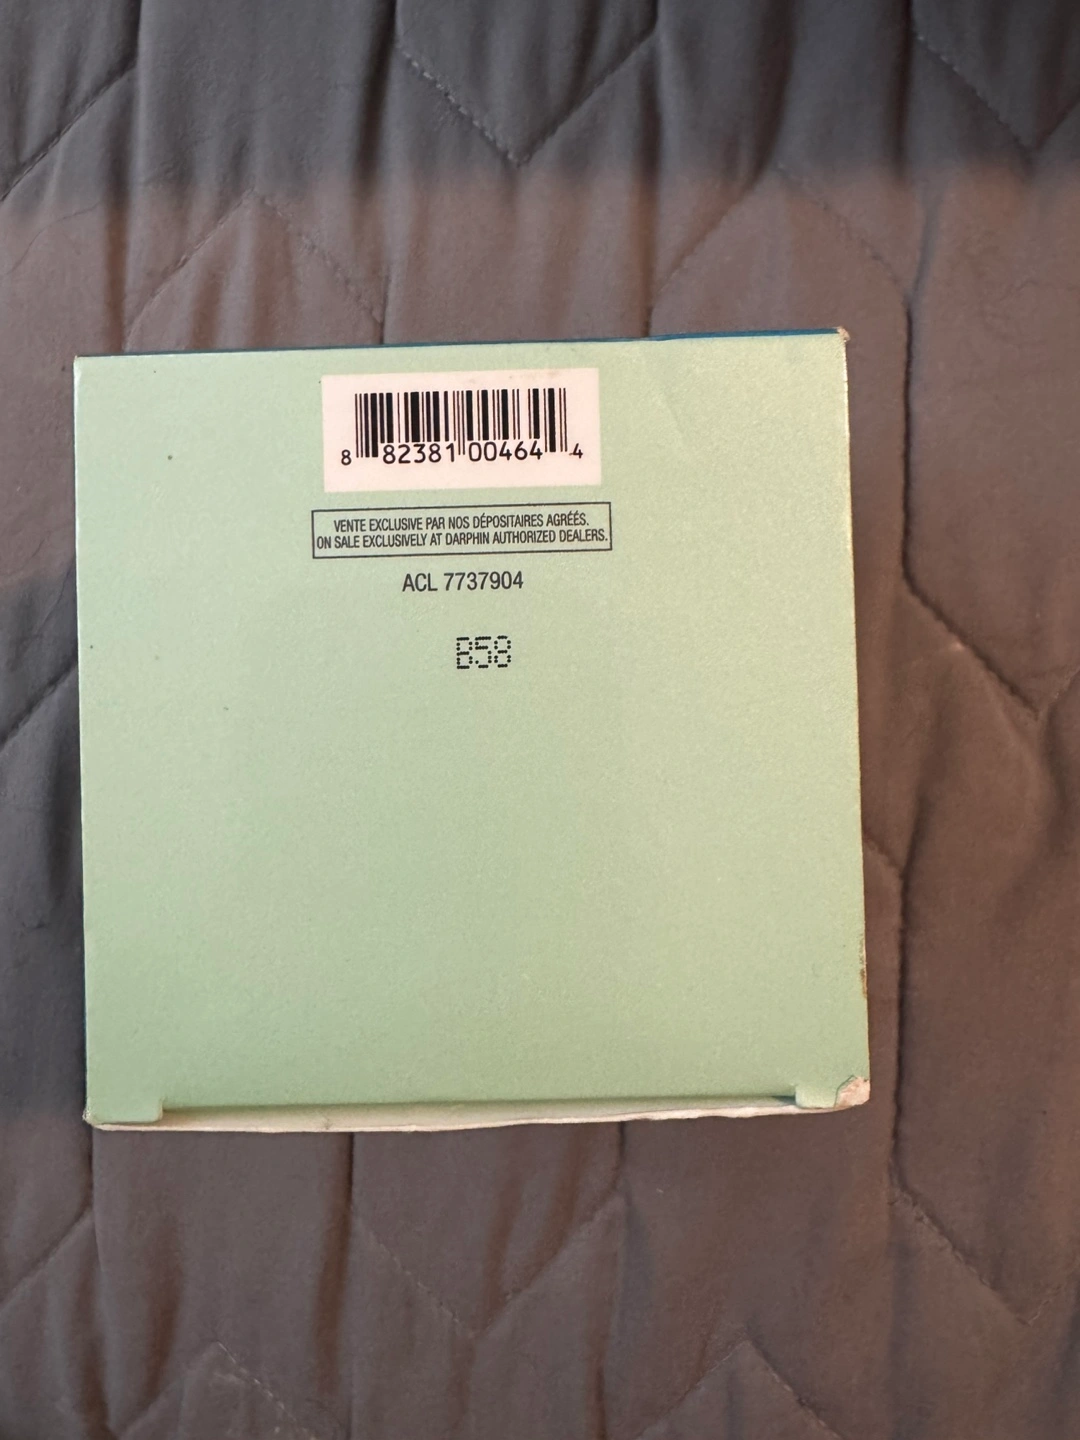 8 82381 00464 4
VENTE EXCLUSIVE PAR NOS DÉPOSITAIRES AGRÉÉS.
ON SALE EXCLUSIVELY AT DARPHIN AUTHORIZED DEALERS.
ACL 7737904
B58